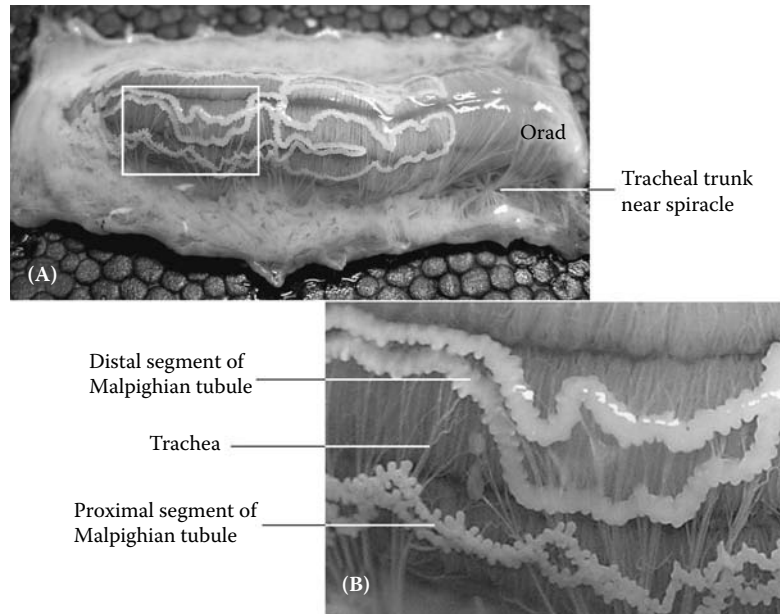 Orad
Tracheal trunk
near spiracle
(A)
Distal segment of
Malpighian tubule
Trachea
Proximal segment of
Malpighian tubule
(B)